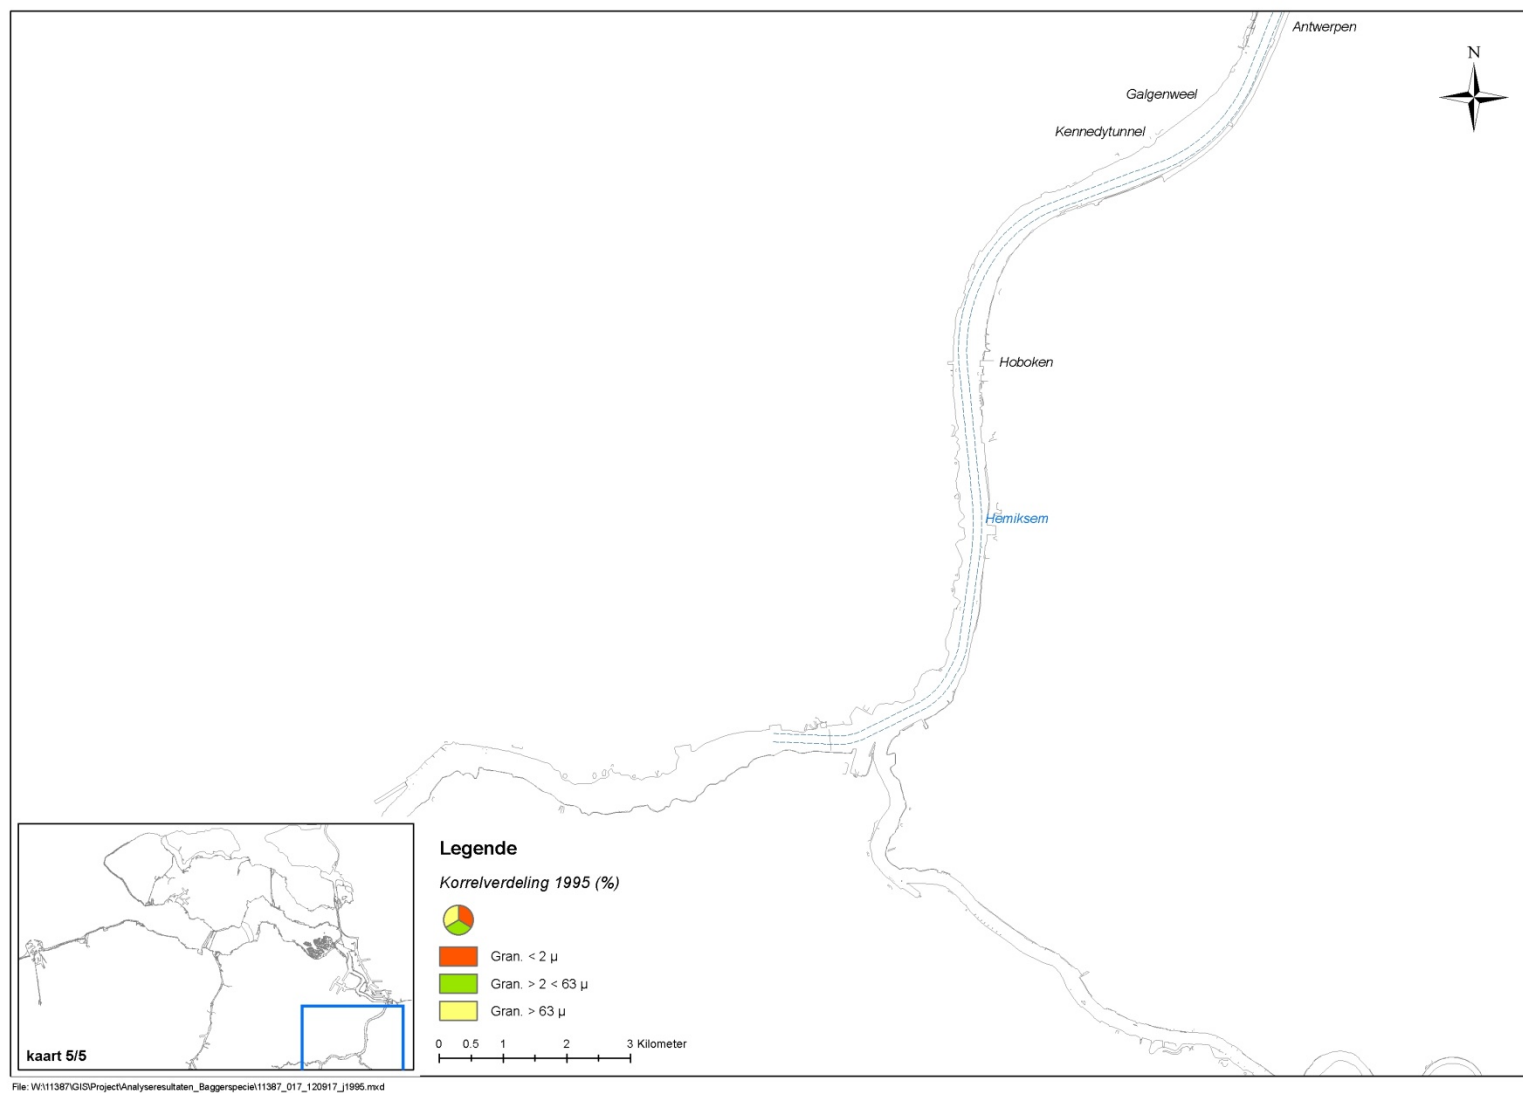 Antwerpen
N
Galgenweel
Kennedytunnel
Hoboken
Hemiksem
Legende
Korrelverdeling 1995 (%)
Gran. < 2 µ
Gran. > 2 < 63 µ
Gran. > 63 µ
0 0.5 1 2 3 Kilometer
kaart 5/5
File: W:\11387\GIS\Project\Analyseresultaten_Baggerspecie\11387_017_120917_j1995.mxd